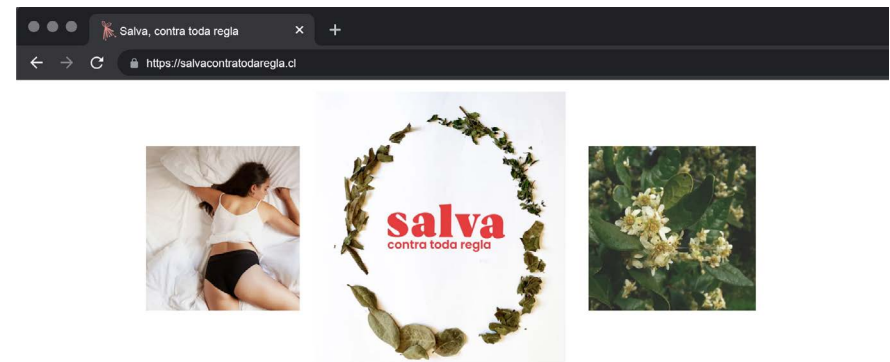 Salva, contra toda regla
https://salvacontratodaregla.cl
salva
contra toda regla